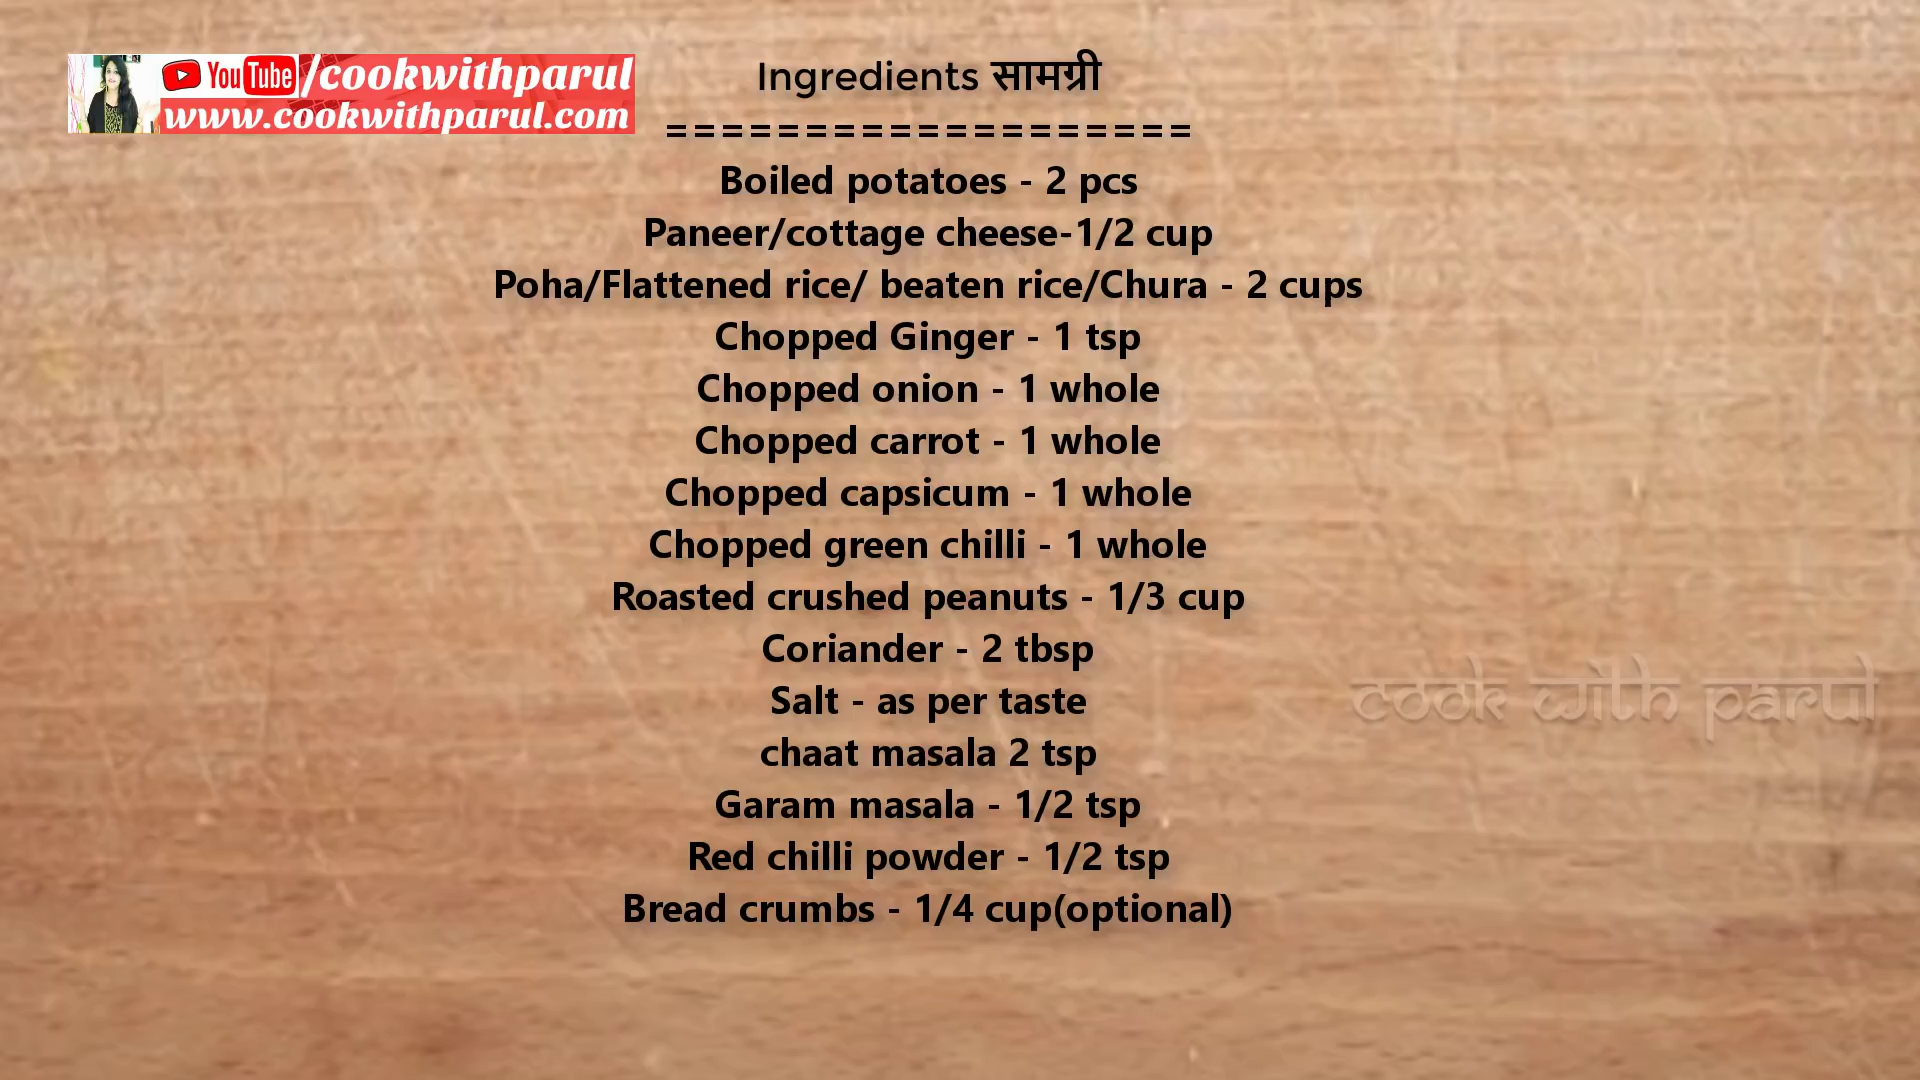 YouTube/cookwithparul
www.cookwithparul.com
Ingredients सामग्री
===================
Boiled potatoes - 2 pcs
Paneer/cottage cheese-1/2 cup
Poha/Flattened rice/ beaten rice/Chura - 2 cups
Chopped Ginger - 1 tsp
Chopped onion - 1 whole
Chopped carrot - 1 whole
Chopped capsicum - 1 whole
Chopped green chilli - 1 whole
Roasted crushed peanuts - 1/3 cup
Coriander - 2 tbsp
Salt - as per taste
chaat masala 2 tsp
Garam masala - 1/2 tsp
Red chilli powder - 1/2 tsp
Bread crumbs - 1/4 cup(optional)
cook with parul